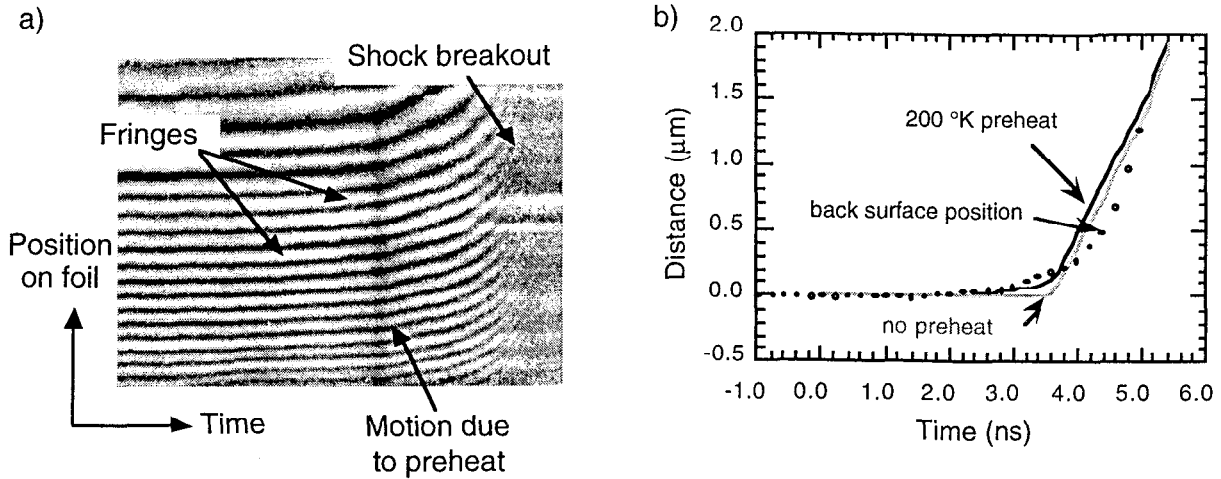 a)
Shock breakout
Fringes
Position
on foil
Time
Motion due
to preheat
b)
2.0
1.5
1.0
0.5
0.0
-0.5
Distance (μm)
200 °K preheat
back surface position
no preheat
-1.0 0.0 1.0 2.0 3.0 4.0 5.0 6.0
Time (ns)